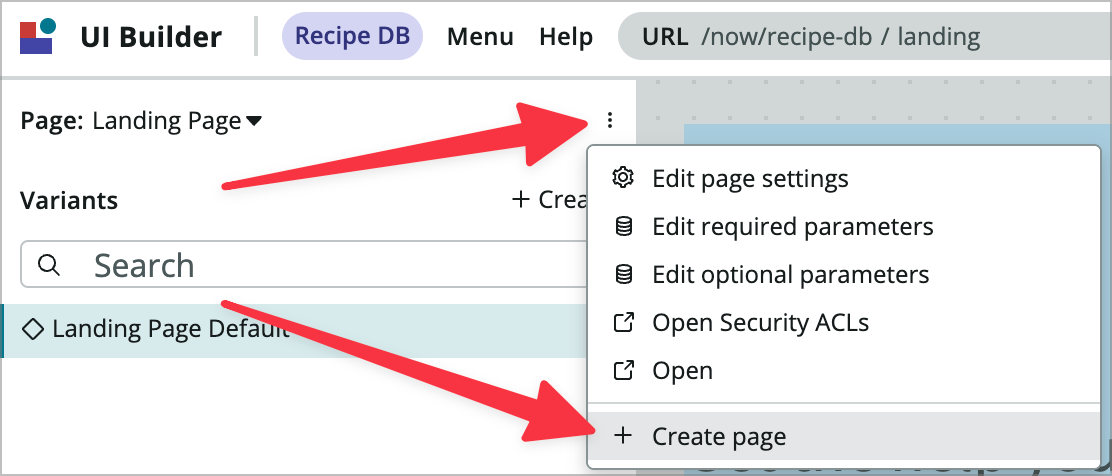 UI Builder Recipe DB Menu Help URL /now/recipe-db / landing
Page: Landing Page
Variants
+ Crea
Search
Landing Page Default
Edit page settings
Edit required parameters
Edit optional parameters
Open Security ACLs
Open
+ Create page